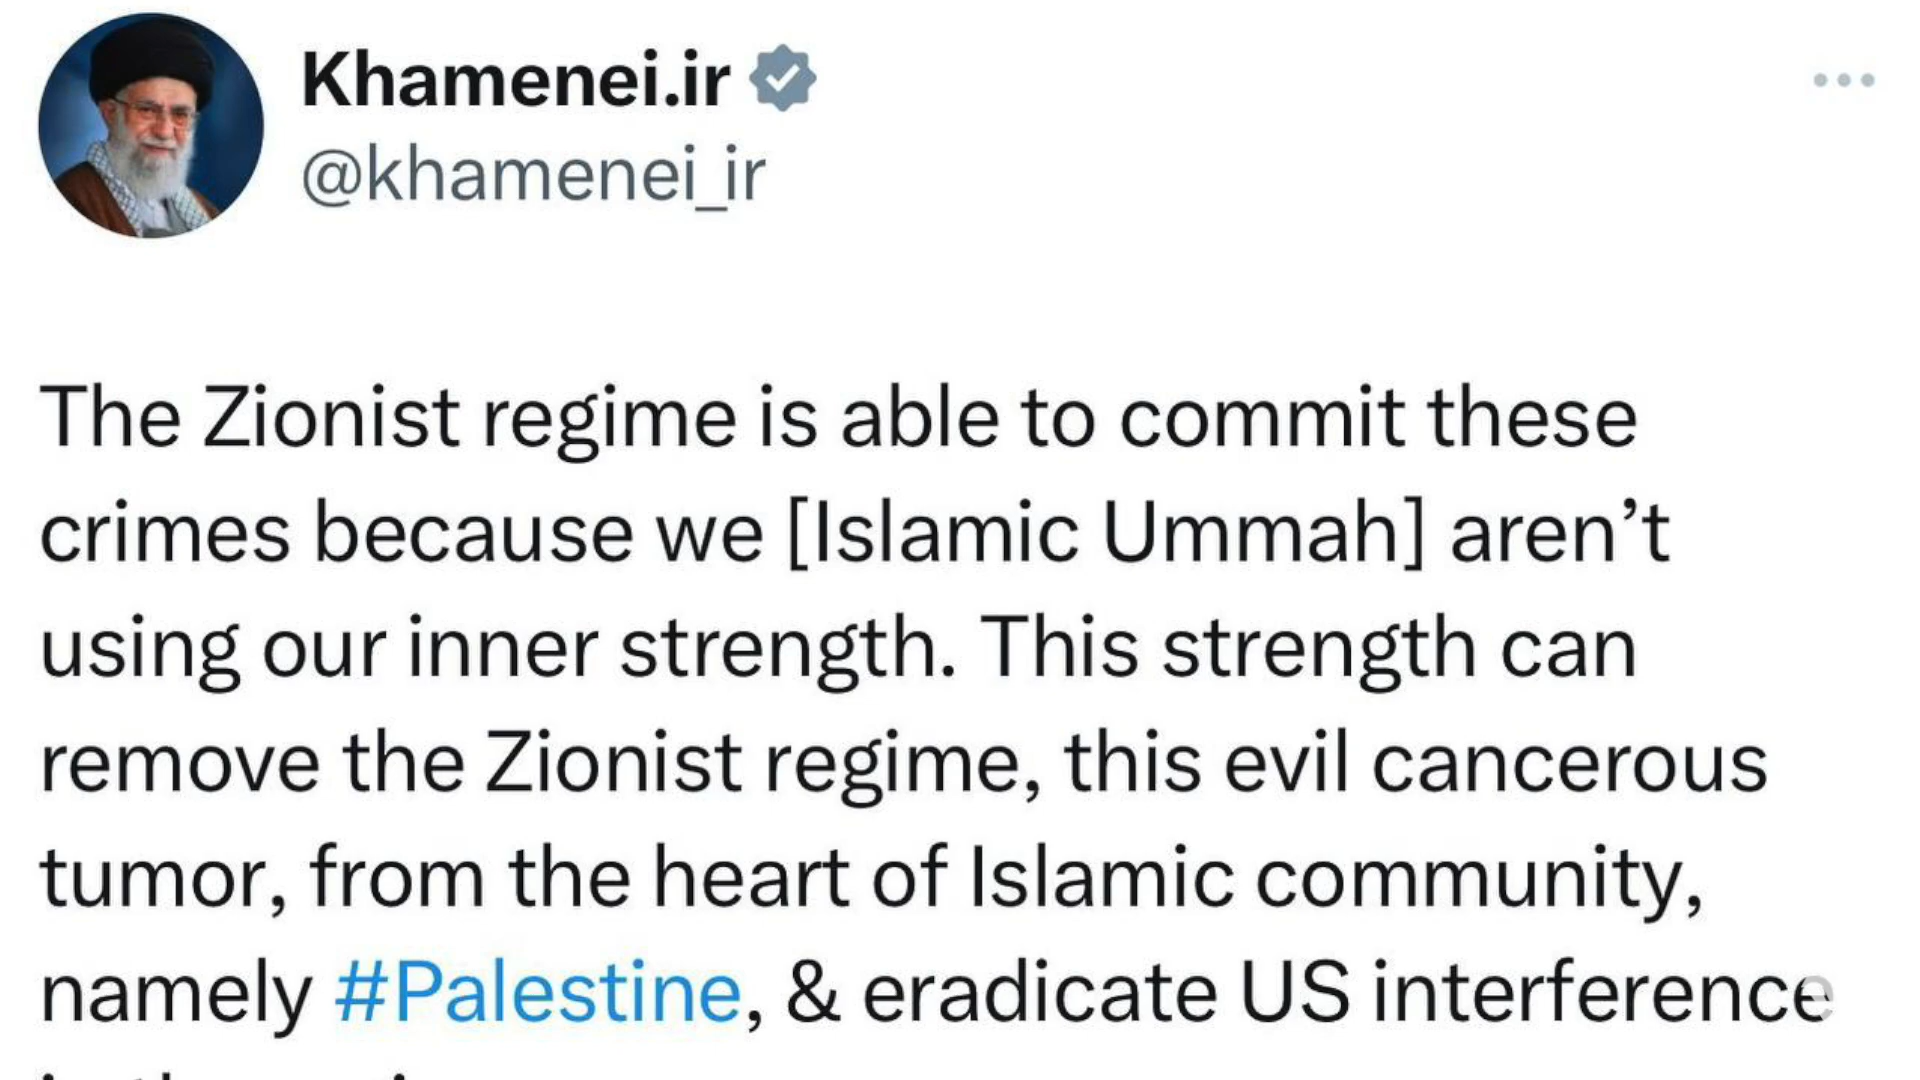 Khamenei.ir
@khamenei_ir
The Zionist regime is able to commit these
crimes because we [Islamic Ummah] aren’t
using our inner strength. This strength can
remove the Zionist regime, this evil cancerous
tumor, from the heart of Islamic community,
namely #Palestine, & eradicate US interference